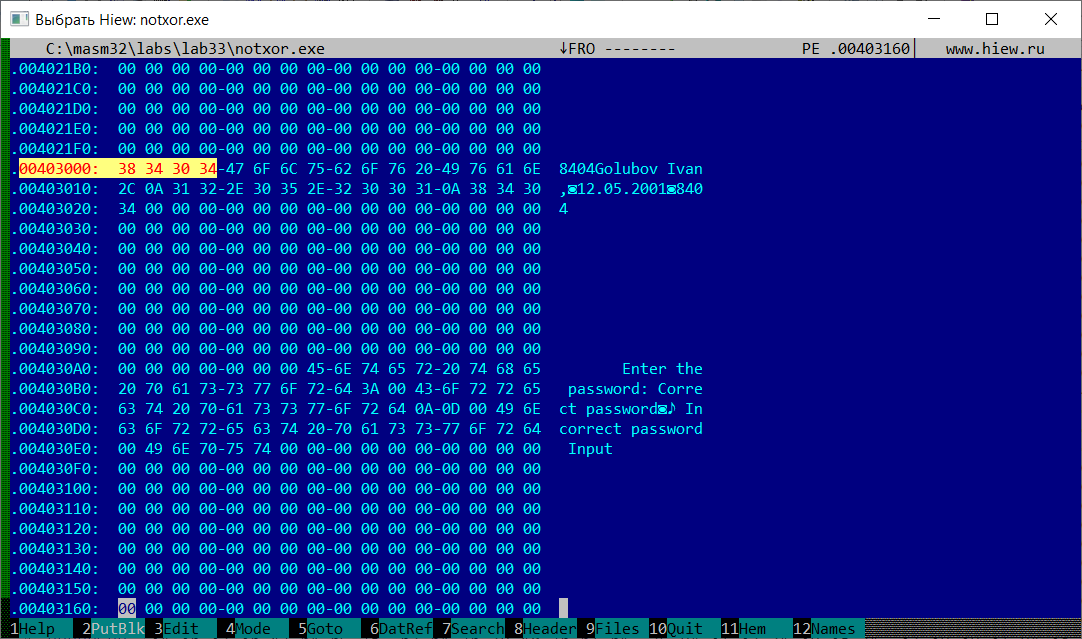 Выбрать Hiew: notxor.exe
C:\masm32\labs\lab33\notxor.exe ↓FRO -------- PE .00403160 www.hiew.ru
.004021B0: 00 00 00 00-00 00 00 00-00 00 00 00-00 00 00 00
.004021C0: 00 00 00 00-00 00 00 00-00 00 00 00-00 00 00 00
.004021D0: 00 00 00 00-00 00 00 00-00 00 00 00-00 00 00 00
.004021E0: 00 00 00 00-00 00 00 00-00 00 00 00-00 00 00 00
.004021F0: 00 00 00 00-00 00 00 00-00 00 00 00-00 00 00 00
.00403000: 38 34 30 34-47 6F 6C 75-62 6F 76 20-49 76 61 6E 8404Golubov Ivan
.00403010: 2C 0A 31 32-2E 30 35 2E-32 30 30 31-0A 38 34 30 ,◙12.05.2001◙840
.00403020: 34 00 00 00-00 00 00 00-00 00 00 00-00 00 00 00 4
.00403030: 00 00 00 00-00 00 00 00-00 00 00 00-00 00 00 00
.00403040: 00 00 00 00-00 00 00 00-00 00 00 00-00 00 00 00
.00403050: 00 00 00 00-00 00 00 00-00 00 00 00-00 00 00 00
.00403060: 00 00 00 00-00 00 00 00-00 00 00 00-00 00 00 00
.00403070: 00 00 00 00-00 00 00 00-00 00 00 00-00 00 00 00
.00403080: 00 00 00 00-00 00 00 00-00 00 00 00-00 00 00 00
.00403090: 00 00 00 00-00 00 00 00-00 00 00 00-00 00 00 00
.004030A0: 00 00 00 00-00 00 00 45-6E 74 65 72-20 74 68 65 Enter the
.004030B0: 20 70 61 73-73 77 6F 72-64 3A 00 43-6F 72 72 65 password: Corre
.004030C0: 63 74 20 70-61 73 73 77-6F 72 64 0A-0D 00 49 6E ct password◙♪ In
.004030D0: 63 6F 72 72-65 63 74 20-70 61 73 73-77 6F 72 64 correct password
.004030E0: 00 49 6E 70-75 74 00 00-00 00 00 00-00 00 00 00 Input
.004030F0: 00 00 00 00-00 00 00 00-00 00 00 00-00 00 00 00
.00403100: 00 00 00 00-00 00 00 00-00 00 00 00-00 00 00 00
.00403110: 00 00 00 00-00 00 00 00-00 00 00 00-00 00 00 00
.00403120: 00 00 00 00-00 00 00 00-00 00 00 00-00 00 00 00
.00403130: 00 00 00 00-00 00 00 00-00 00 00 00-00 00 00 00
.00403140: 00 00 00 00-00 00 00 00-00 00 00 00-00 00 00 00
.00403150: 00 00 00 00-00 00 00 00-00 00 00 00-00 00 00 00
.00403160: 00 00 00 00-00 00 00 00-00 00 00 00-00 00 00 00
1Help 2PutBlk 3Edit 4Mode 5Goto 6DatRef 7Search 8Header 9Files 10Quit 11Hem 12Names